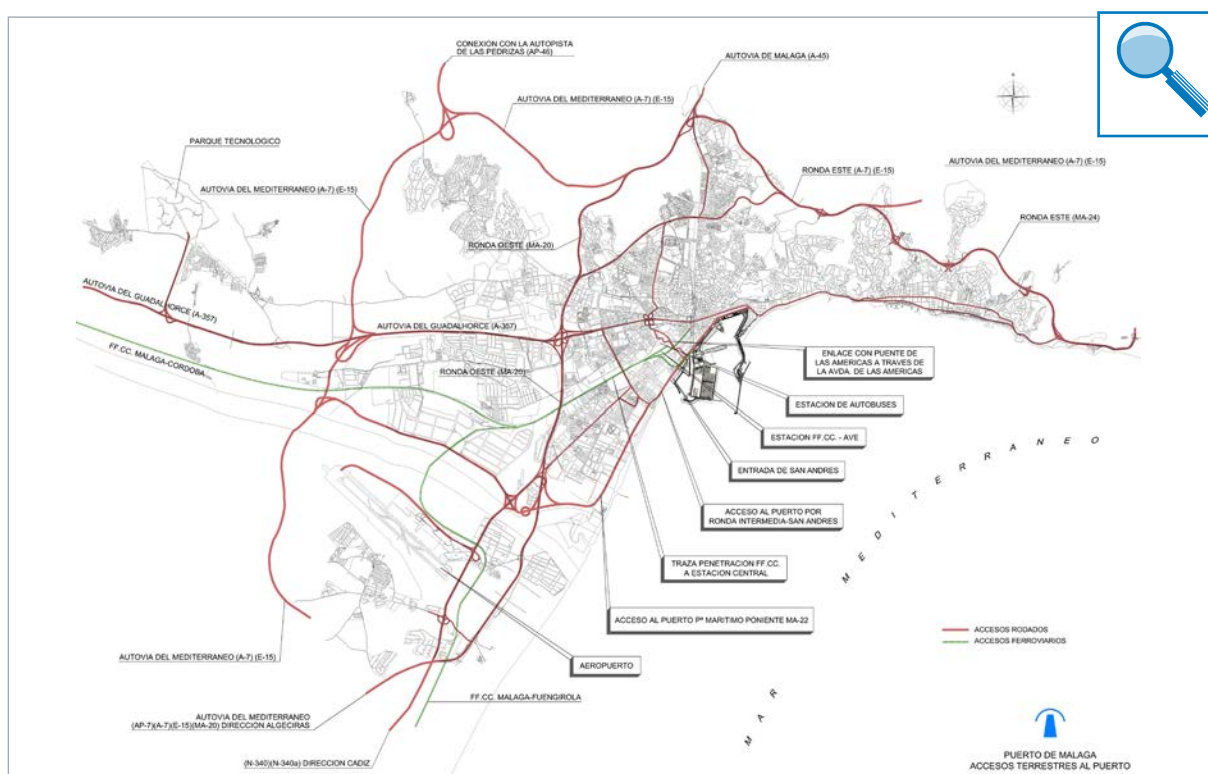 CONEXION CON LA AUTOPISTA
DE LAS PEDRIZAS (AP-46)
AUTOVIA DE MALAGA (A-45)
AUTOVIA DEL MEDITERRANEO (A-7) (E-15)
PARQUE TECNOLOGICO
AUTOVIA DEL MEDITERRANEO (A-7) (E-15)
AUTOVIA DEL MEDITERRANEO (A-7) (E-15)
RONDA ESTE (A-7) (E-15)
RONDA ESTE (MA-24)
RONDA OESTE (MA-20)
AUTOVIA DEL GUADALHORCE (A-357)
AUTOVIA DEL GUADALHORCE (A-357)
FF.CC. MALAGA-CORDOBA
RONDA OESTE (MA-20)
ENLACE CON PUENTE DE
LAS AMERICAS A TRAVES DE
LA AVDA. DE LAS AMERICAS
ESTACION DE AUTOBUSES
ESTACION FF.CC. - AVE
ENTRADA DE SAN ANDRES
ACCESO AL PUERTO POR
RONDA INTERMEDIA-SAN ANDRES
TRAZA PENETRACION FF.CC.
A ESTACION CENTRAL
ACCESO AL PUERTO Pº MARITIMO PONIENTE MA-22
AEROPUERTO
MAR MEDITERRANEO
ACCESOS RODADOS
ACCESOS FERROVIARIOS
AUTOVIA DEL MEDITERRANEO (A-7) (E-15)
FF.CC. MALAGA-FUENGIROLA
AUTOVIA DEL MEDITERRANEO
(AP-7)(A-7)(E-15)(MA-20) DIRECCION ALGECIRAS
(N-340)(N-340a) DIRECCION CADIZ
PUERTO DE MALAGA
ACCESOS TERRESTRES AL PUERTO